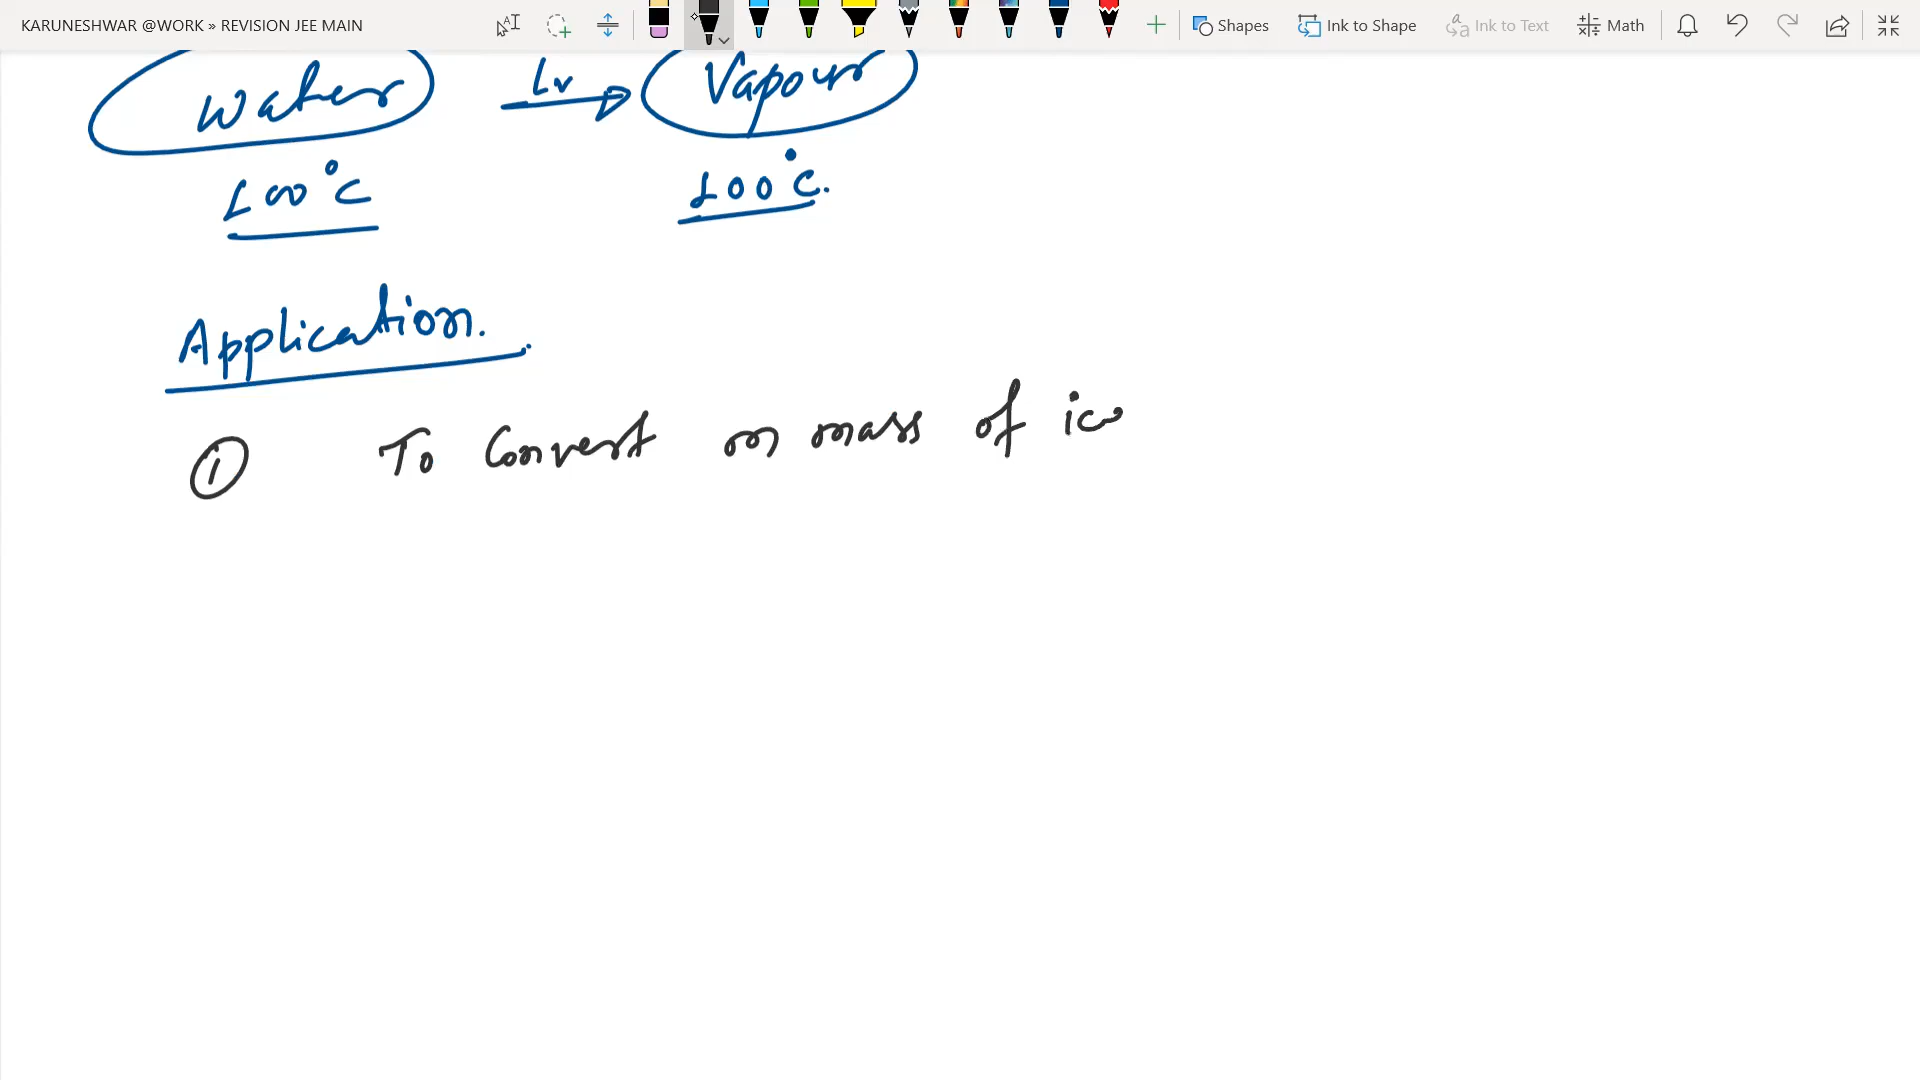 KARUNESHWAR @WORK » REVISION JEE MAIN Shapes Ink to Shape Ink to Text Math
Water Lv Vapour
100°C 100°C.
Application.
① To Convert m mass of ic